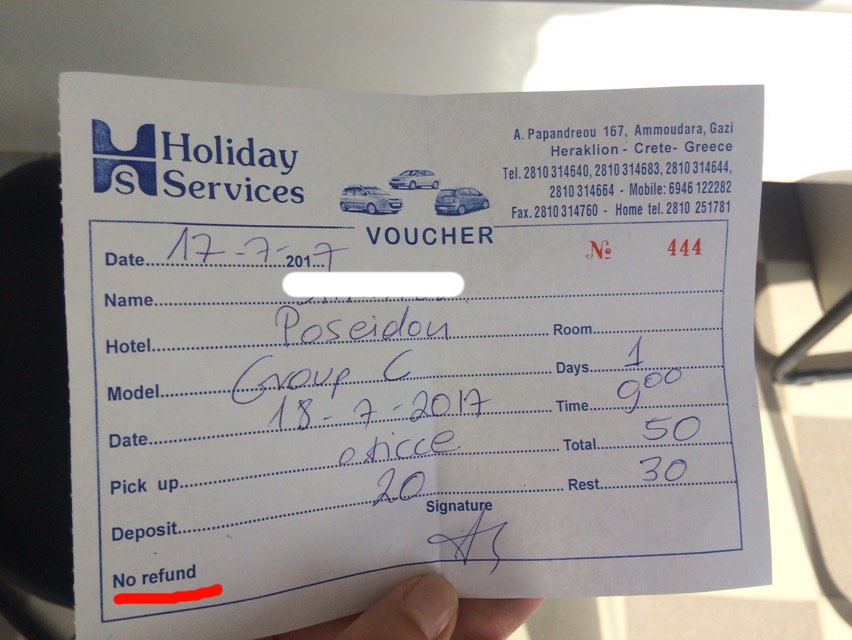 Holiday
Services
A. Papandreou 167, Ammoudara, Gazi
Heraklion - Crete- Greece
Tel. 2810 314640, 2810 314683, 2810 314644,
2810 314664 - Mobile: 6946 122282
Fax. 2810 314760 - Home tel. 2810 251781
VOUCHER
Date 17-7-2017 № 444
Name
Hotel Poseidon Room
Model Group C Days 1
Date 18-7-2017 Time 9⁰⁰
Pick up office Total 50
Deposit 20 Rest 30
Signature
No refund